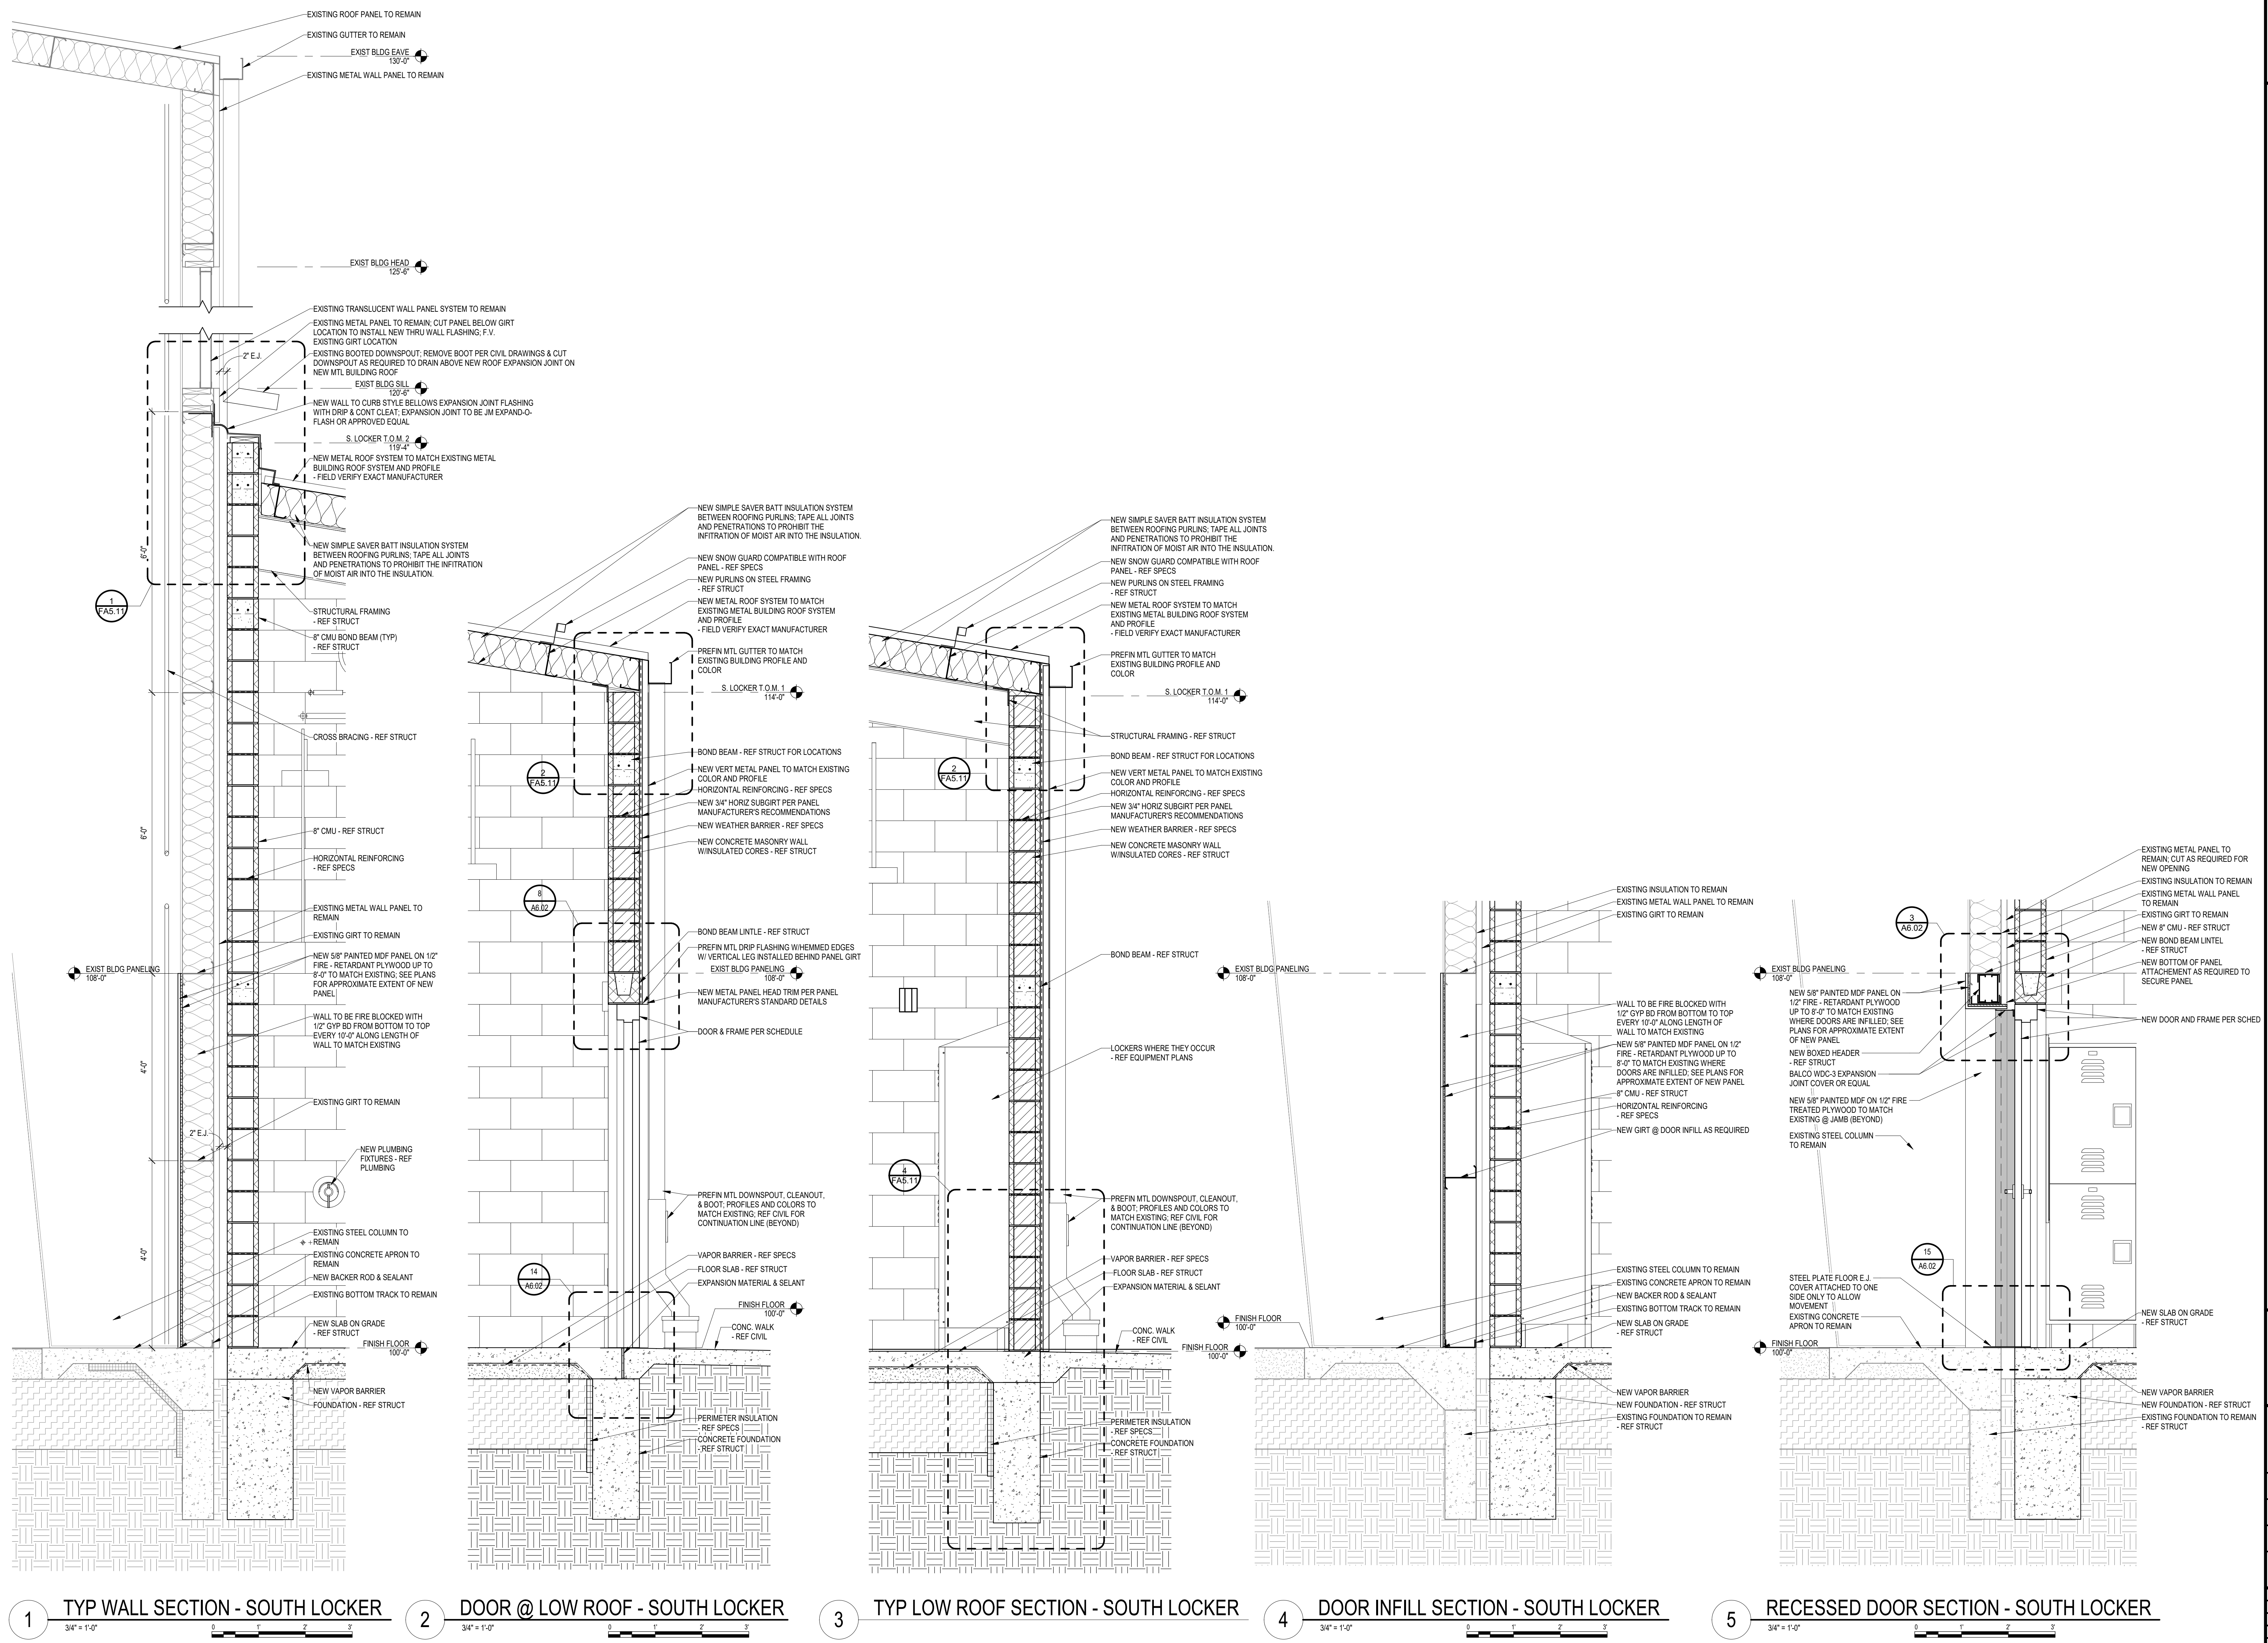 EXISTING ROOF PANEL TO REMAIN
EXISTING GUTTER TO REMAIN
EXIST BLDG EAVE
130'-0"
EXISTING METAL WALL PANEL TO REMAIN
EXIST BLDG HEAD
125'-6"
EXISTING TRANSLUCENT WALL PANEL SYSTEM TO REMAIN
EXISTING METAL PANEL TO REMAIN; CUT PANEL BELOW GIRT
LOCATION TO INSTALL NEW THRU WALL FLASHING; F.V.
EXISTING GIRT LOCATION
2" E.J.
EXISTING BOOTED DOWNSPOUT; REMOVE BOOT PER CIVIL DRAWINGS & CUT
DOWNSPOUT AS REQUIRED TO DRAIN ABOVE NEW ROOF EXPANSION JOINT ON
NEW MTL BUILDING ROOF
EXIST BLDG SILL
120'-6"
NEW WALL TO CURB STYLE BELLOWS EXPANSION JOINT FLASHING
WITH DRIP & CONT CLEAT; EXPANSION JOINT TO BE JM EXPAND-O-
FLASH OR APPROVED EQUAL
S. LOCKER T.O.M. 2
119'-4"
NEW METAL ROOF SYSTEM TO MATCH EXISTING METAL
BUILDING ROOF SYSTEM AND PROFILE
- FIELD VERIFY EXACT MANUFACTURER
6'-0"
NEW SIMPLE SAVER BATT INSULATION SYSTEM
BETWEEN ROOFING PURLINS; TAPE ALL JOINTS
AND PENETRATIONS TO PROHIBIT THE INFITRATION
OF MOIST AIR INTO THE INSULATION.
1
FA5.11
STRUCTURAL FRAMING
- REF STRUCT
8" CMU BOND BEAM (TYP)
- REF STRUCT
CROSS BRACING - REF STRUCT
6'-0"
8" CMU - REF STRUCT
HORIZONTAL REINFORCING
- REF SPECS
EXISTING METAL WALL PANEL TO
REMAIN
EXISTING GIRT TO REMAIN
NEW 5/8" PAINTED MDF PANEL ON 1/2"
FIRE - RETARDANT PLYWOOD UP TO
8'-0" TO MATCH EXISTING; SEE PLANS
FOR APPROXIMATE EXTENT OF NEW
PANEL
EXIST BLDG PANELING
108'-0"
WALL TO BE FIRE BLOCKED WITH
1/2" GYP BD FROM BOTTOM TO TOP
EVERY 10'-0" ALONG LENGTH OF
WALL TO MATCH EXISTING
4'-0"
EXISTING GIRT TO REMAIN
2" E.J.
NEW PLUMBING
FIXTURES - REF
PLUMBING
4'-0"
EXISTING STEEL COLUMN TO
REMAIN
EXISTING CONCRETE APRON TO
REMAIN
NEW BACKER ROD & SEALANT
EXISTING BOTTOM TRACK TO REMAIN
NEW SLAB ON GRADE
- REF STRUCT
FINISH FLOOR
100'-0"
NEW VAPOR BARRIER
FOUNDATION - REF STRUCT
1
TYP WALL SECTION - SOUTH LOCKER
3/4" = 1'-0"
0 1' 2' 3'
NEW SIMPLE SAVER BATT INSULATION SYSTEM
BETWEEN ROOFING PURLINS; TAPE ALL JOINTS
AND PENETRATIONS TO PROHIBIT THE
INFITRATION OF MOIST AIR INTO THE INSULATION.
NEW SNOW GUARD COMPATIBLE WITH ROOF
PANEL - REF SPECS
NEW PURLINS ON STEEL FRAMING
- REF STRUCT
NEW METAL ROOF SYSTEM TO MATCH
EXISTING METAL BUILDING ROOF SYSTEM
AND PROFILE
- FIELD VERIFY EXACT MANUFACTURER
PREFIN MTL GUTTER TO MATCH
EXISTING BUILDING PROFILE AND
COLOR
S. LOCKER T.O.M. 1
114'-0"
BOND BEAM - REF STRUCT FOR LOCATIONS
2
FA5.11
NEW VERT METAL PANEL TO MATCH EXISTING
COLOR AND PROFILE
HORIZONTAL REINFORCING - REF SPECS
NEW 3/4" HORIZ SUBGIRT PER PANEL
MANUFACTURER'S RECOMMENDATIONS
NEW WEATHER BARRIER - REF SPECS
NEW CONCRETE MASONRY WALL
W/INSULATED CORES - REF STRUCT
8
A6.02
BOND BEAM LINTLE - REF STRUCT
PREFIN MTL DRIP FLASHING W/HEMMED EDGES
W/ VERTICAL LEG INSTALLED BEHIND PANEL GIRT
EXIST BLDG PANELING
108'-0"
NEW METAL PANEL HEAD TRIM PER PANEL
MANUFACTURER'S STANDARD DETAILS
DOOR & FRAME PER SCHEDULE
PREFIN MTL DOWNSPOUT, CLEANOUT,
& BOOT; PROFILES AND COLORS TO
MATCH EXISTING; REF CIVIL FOR
CONTINUATION LINE (BEYOND)
VAPOR BARRIER - REF SPECS
FLOOR SLAB - REF STRUCT
EXPANSION MATERIAL & SELANT
14
A6.02
FINISH FLOOR
100'-0"
CONC. WALK
- REF CIVIL
PERIMETER INSULATION
- REF SPECS
CONCRETE FOUNDATION
- REF STRUCT
2
DOOR @ LOW ROOF - SOUTH LOCKER
3/4" = 1'-0"
0 1' 2' 3'
NEW SIMPLE SAVER BATT INSULATION SYSTEM
BETWEEN ROOFING PURLINS; TAPE ALL JOINTS
AND PENETRATIONS TO PROHIBIT THE
INFITRATION OF MOIST AIR INTO THE INSULATION.
NEW SNOW GUARD COMPATIBLE WITH ROOF
PANEL - REF SPECS
NEW PURLINS ON STEEL FRAMING
- REF STRUCT
NEW METAL ROOF SYSTEM TO MATCH
EXISTING METAL BUILDING ROOF SYSTEM
AND PROFILE
- FIELD VERIFY EXACT MANUFACTURER
PREFIN MTL GUTTER TO MATCH
EXISTING BUILDING PROFILE AND
COLOR
S. LOCKER T.O.M. 1
114'-0"
STRUCTURAL FRAMING - REF STRUCT
BOND BEAM - REF STRUCT FOR LOCATIONS
2
FA5.11
NEW VERT METAL PANEL TO MATCH EXISTING
COLOR AND PROFILE
HORIZONTAL REINFORCING - REF SPECS
NEW 3/4" HORIZ SUBGIRT PER PANEL
MANUFACTURER'S RECOMMENDATIONS
NEW WEATHER BARRIER - REF SPECS
NEW CONCRETE MASONRY WALL
W/INSULATED CORES - REF STRUCT
BOND BEAM - REF STRUCT
LOCKERS WHERE THEY OCCUR
- REF EQUIPMENT PLANS
4
FA5.11
PREFIN MTL DOWNSPOUT, CLEANOUT,
& BOOT; PROFILES AND COLORS TO
MATCH EXISTING; REF CIVIL FOR
CONTINUATION LINE (BEYOND)
VAPOR BARRIER - REF SPECS
FLOOR SLAB - REF STRUCT
EXPANSION MATERIAL & SELANT
CONC. WALK
- REF CIVIL
FINISH FLOOR
100'-0"
PERIMETER INSULATION
- REF SPECS
CONCRETE FOUNDATION
- REF STRUCT
3
TYP LOW ROOF SECTION - SOUTH LOCKER
EXISTING INSULATION TO REMAIN
EXISTING METAL WALL PANEL TO REMAIN
EXISTING GIRT TO REMAIN
EXIST BLDG PANELING
108'-0"
WALL TO BE FIRE BLOCKED WITH
1/2" GYP BD FROM BOTTOM TO TOP
EVERY 10'-0" ALONG LENGTH OF
WALL TO MATCH EXISTING
NEW 5/8" PAINTED MDF PANEL ON 1/2"
FIRE - RETARDANT PLYWOOD UP TO
8'-0" TO MATCH EXISTING WHERE
DOORS ARE INFILLED; SEE PLANS FOR
APPROXIMATE EXTENT OF NEW PANEL
8" CMU - REF STRUCT
HORIZONTAL REINFORCING
- REF SPECS
NEW GIRT @ DOOR INFILL AS REQUIRED
EXISTING STEEL COLUMN TO REMAIN
EXISTING CONCRETE APRON TO REMAIN
NEW BACKER ROD & SEALANT
EXISTING BOTTOM TRACK TO REMAIN
NEW SLAB ON GRADE
- REF STRUCT
FINISH FLOOR
100'-0"
NEW VAPOR BARRIER
NEW FOUNDATION - REF STRUCT
EXISTING FOUNDATION TO REMAIN
- REF STRUCT
4
DOOR INFILL SECTION - SOUTH LOCKER
3/4" = 1'-0"
0 1' 2' 3'
EXISTING METAL PANEL TO
REMAIN; CUT AS REQUIRED FOR
NEW OPENING
EXISTING INSULATION TO REMAIN
EXISTING METAL WALL PANEL
TO REMAIN
EXISTING GIRT TO REMAIN
NEW 8" CMU - REF STRUCT
NEW BOND BEAM LINTEL
- REF STRUCT
NEW BOTTOM OF PANEL
ATTACHMENT AS REQUIRED TO
SECURE PANEL
NEW DOOR AND FRAME PER SCHED
3
A6.02
EXIST BLDG PANELING
108'-0"
NEW 5/8" PAINTED MDF PANEL ON
1/2" FIRE - RETARDANT PLYWOOD
UP TO 8'-0" TO MATCH EXISTING
WHERE DOORS ARE INFILLED; SEE
PLANS FOR APPROXIMATE EXTENT
OF NEW PANEL
NEW BOXED HEADER
- REF STRUCT
BALCO WDC-3 EXPANSION
JOINT COVER OR EQUAL
NEW 5/8" PAINTED MDF ON 1/2" FIRE
TREATED PLYWOOD TO MATCH
EXISTING @ JAMB (BEYOND)
EXISTING STEEL COLUMN
TO REMAIN
15
A6.02
STEEL PLATE FLOOR E.J.
COVER ATTACHED TO ONE
SIDE ONLY TO ALLOW
MOVEMENT
EXISTING CONCRETE
APRON TO REMAIN
FINISH FLOOR
100'-0"
NEW SLAB ON GRADE
- REF STRUCT
NEW VAPOR BARRIER
NEW FOUNDATION - REF STRUCT
EXISTING FOUNDATION TO REMAIN
- REF STRUCT
5
RECESSED DOOR SECTION - SOUTH LOCKER
3/4" = 1'-0"
0 1' 2' 3'